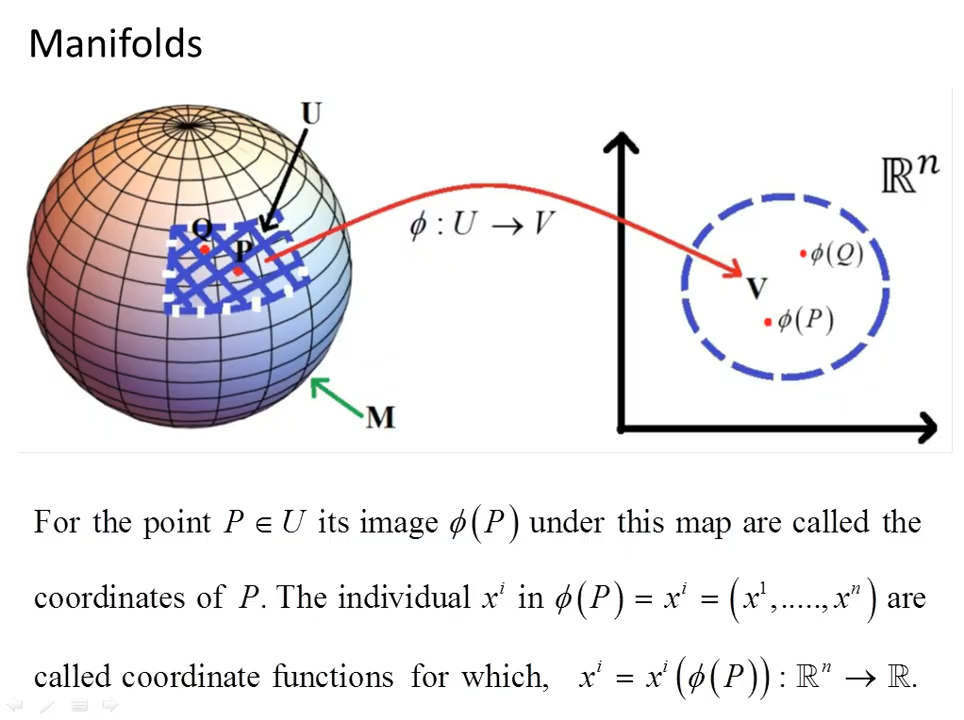 Manifolds
U
ℝⁿ
Q
P
ϕ : U → V
ϕ(Q)
V
ϕ(P)
M
For the point P ∈ U its image ϕ(P) under this map are called the
coordinates of P. The individual xⁱ in ϕ(P) = xⁱ = (x¹,.....,xⁿ) are
called coordinate functions for which, xⁱ = xⁱ(ϕ(P)) : ℝⁿ → ℝ.